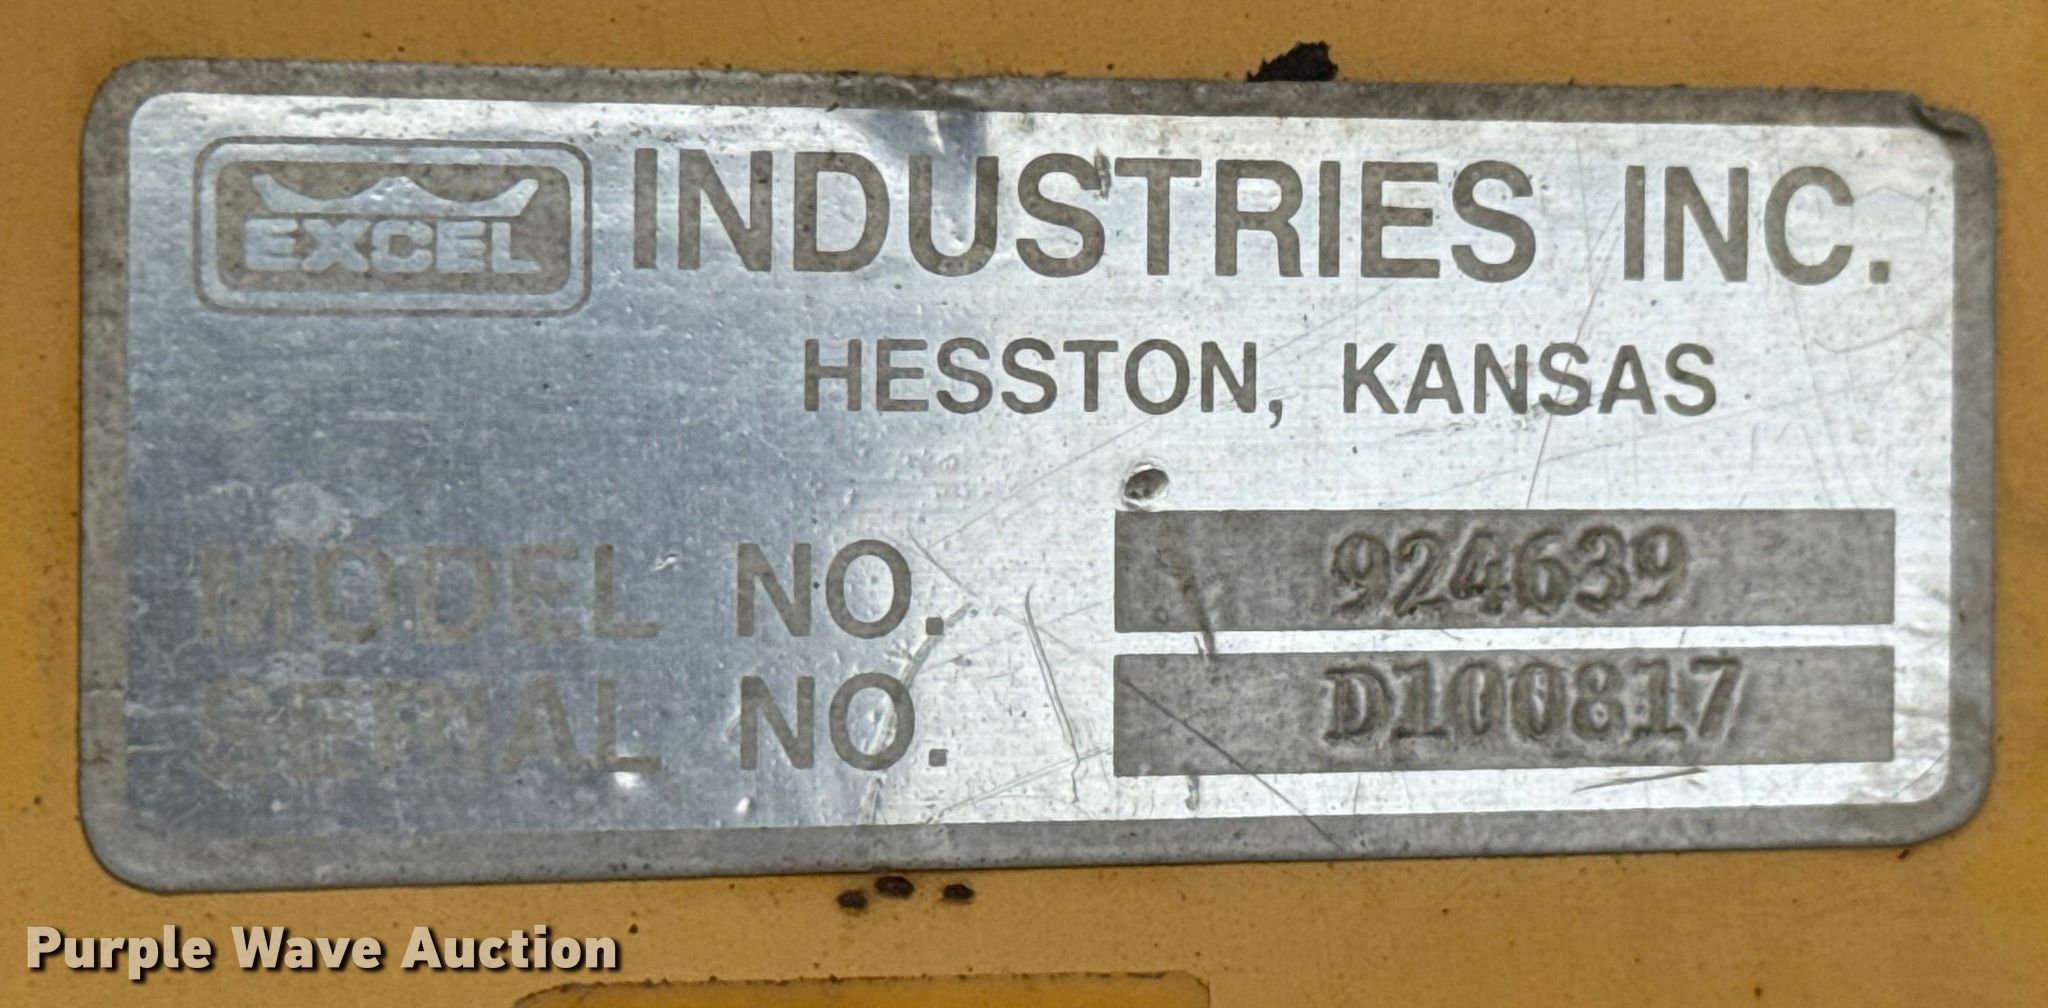 EXCEL INDUSTRIES INC.
HESSTON, KANSAS
MODEL NO. 924639
SERIAL NO. D100817
Purple Wave Auction